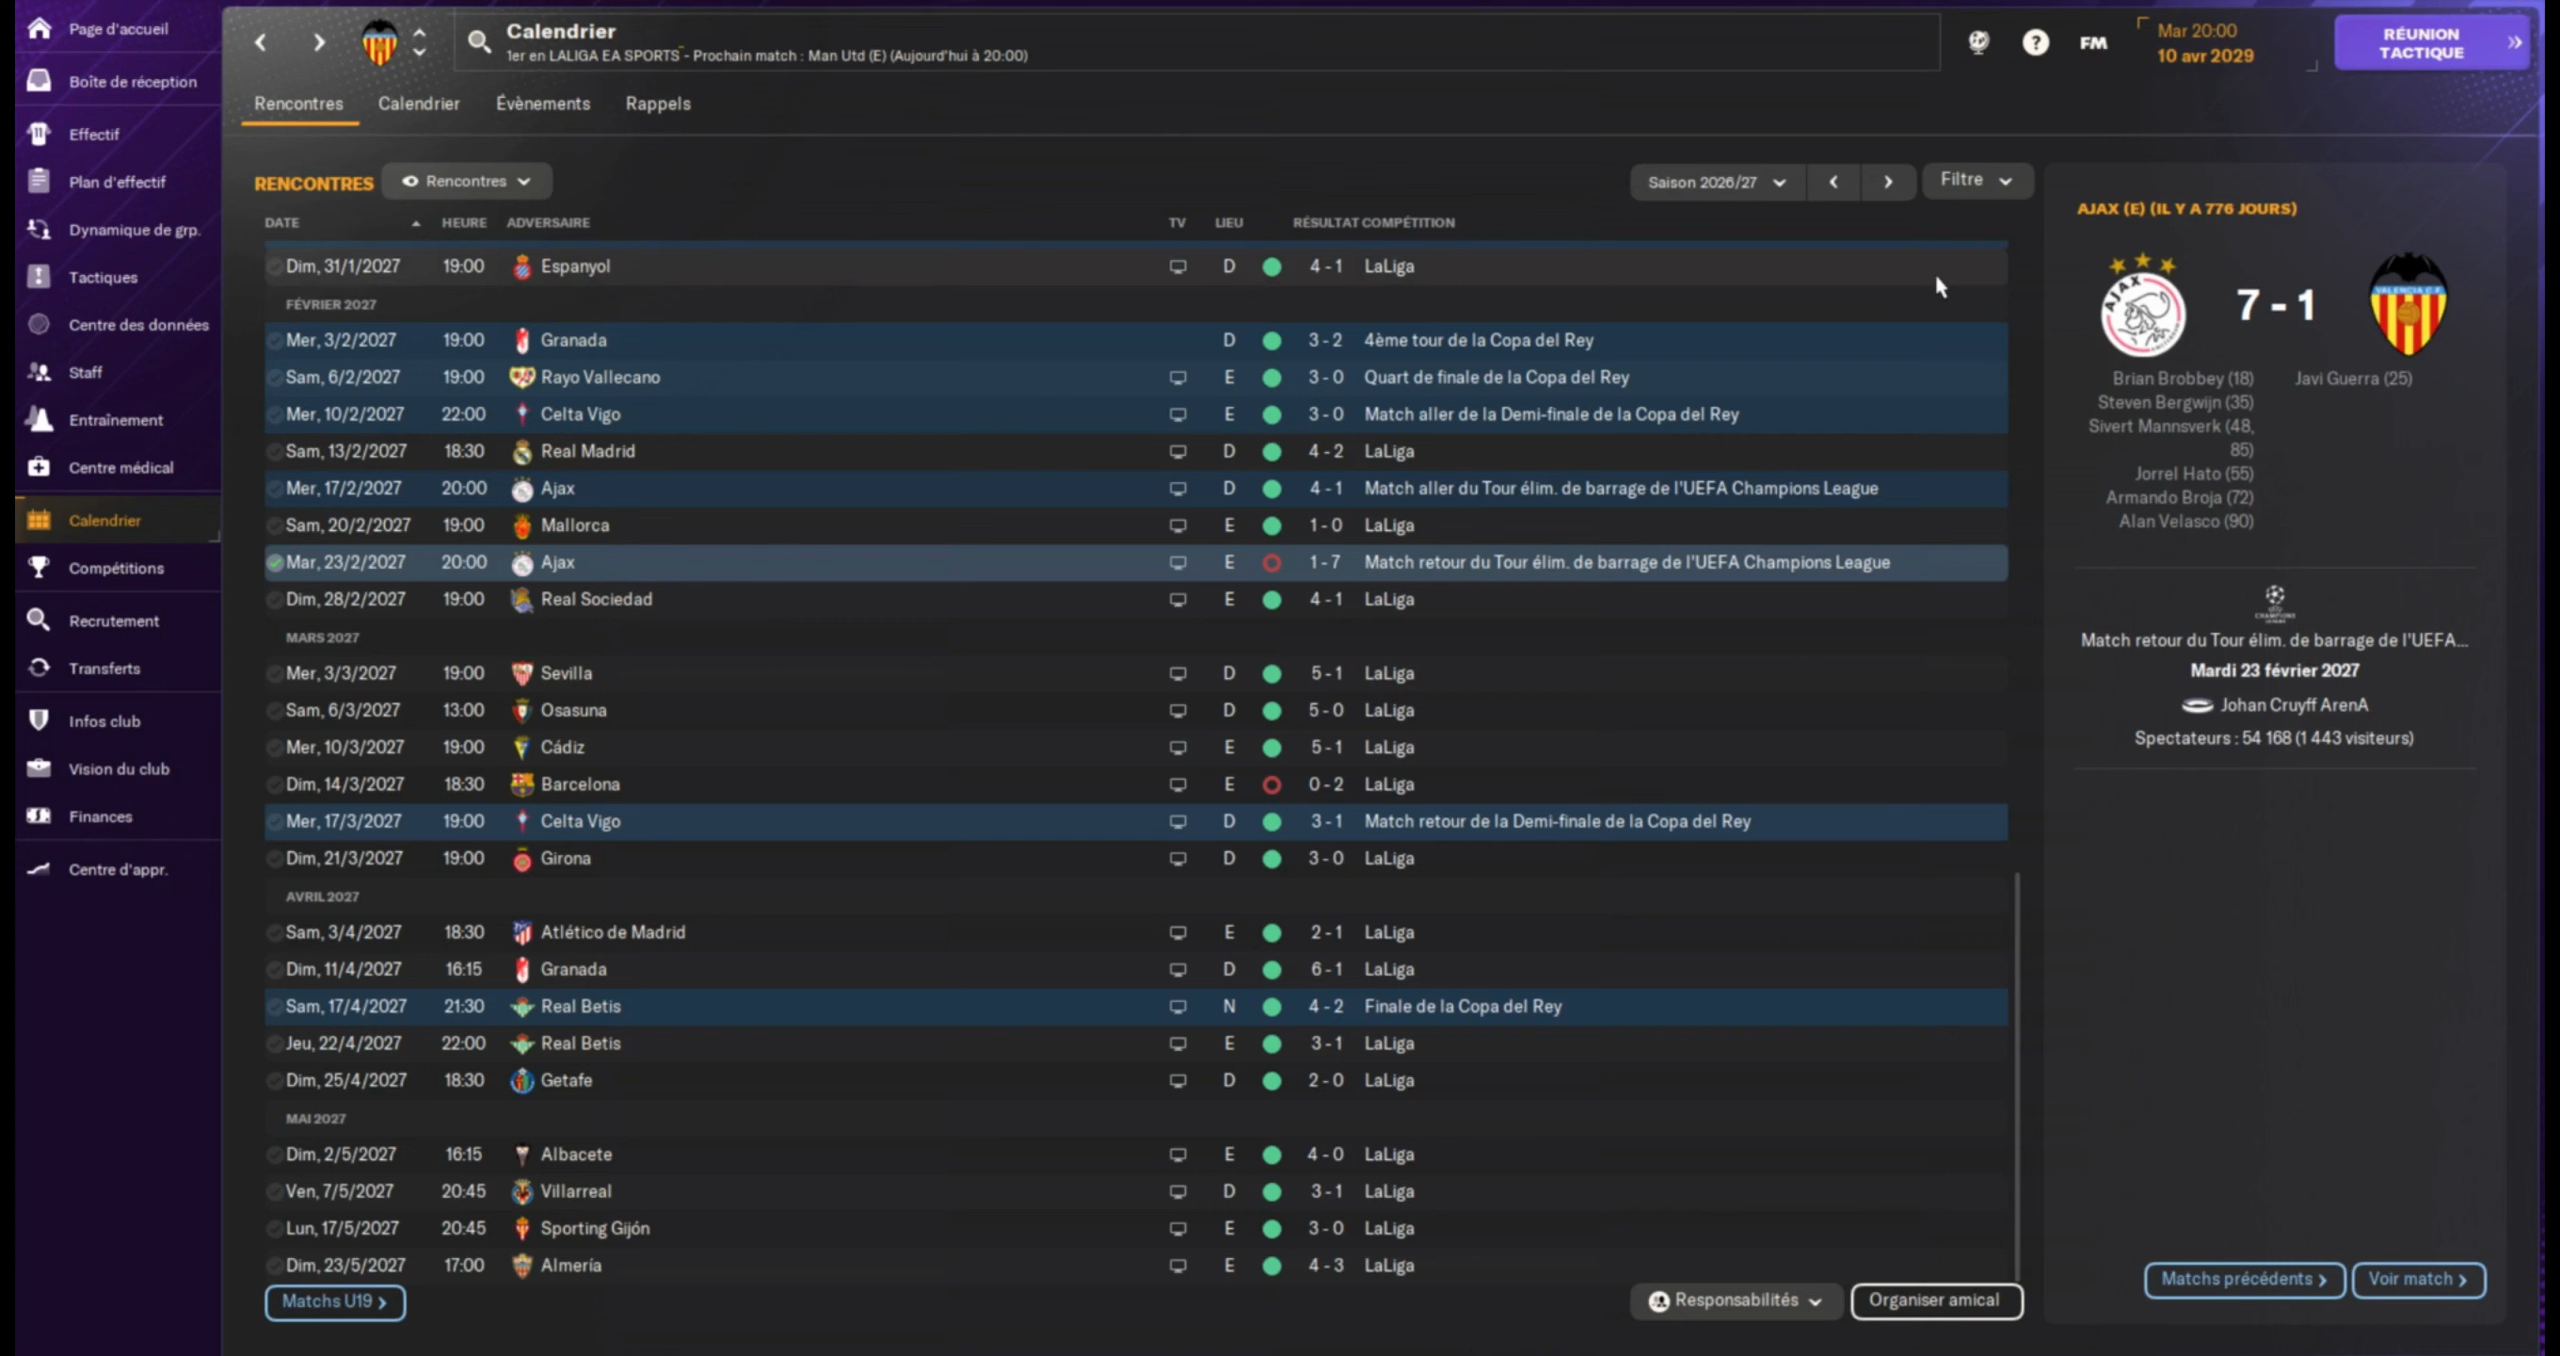 Page d'accueil
Boîte de réception
Effectif
Plan d'effectif
Dynamique de grp.
Tactiques
Centre des données
Staff
Entraînement
Centre médical
Calendrier
Compétitions
Recrutement
Transferts
Infos club
Vision du club
Finances
Centre d'appr.
Calendrier
1er en LALIGA EA SPORTS - Prochain match : Man Utd (E) (Aujourd'hui à 20:00)
FM
Mar 20:00
10 avr 2029
RÉUNION
TACTIQUE
Rencontres Calendrier Évènements Rappels
RENCONTRES Rencontres Saison 2026/27 Filtre
DATE HEURE ADVERSAIRE TV LIEU RÉSULTAT COMPÉTITION
Dim, 31/1/2027 19:00 Espanyol D 4 - 1 LaLiga
FÉVRIER 2027
Mer, 3/2/2027 19:00 Granada D 3 - 2 4ème tour de la Copa del Rey
Sam, 6/2/2027 19:00 Rayo Vallecano E 3 - 0 Quart de finale de la Copa del Rey
Mer, 10/2/2027 22:00 Celta Vigo E 3 - 0 Match aller de la Demi-finale de la Copa del Rey
Sam, 13/2/2027 18:30 Real Madrid D 4 - 2 LaLiga
Mer, 17/2/2027 20:00 Ajax D 4 - 1 Match aller du Tour élim. de barrage de l'UEFA Champions League
Sam, 20/2/2027 19:00 Mallorca E 1 - 0 LaLiga
Mar, 23/2/2027 20:00 Ajax E 1 - 7 Match retour du Tour élim. de barrage de l'UEFA Champions League
Dim, 28/2/2027 19:00 Real Sociedad E 4 - 1 LaLiga
MARS 2027
Mer, 3/3/2027 19:00 Sevilla D 5 - 1 LaLiga
Sam, 6/3/2027 13:00 Osasuna D 5 - 0 LaLiga
Mer, 10/3/2027 19:00 Cádiz E 5 - 1 LaLiga
Dim, 14/3/2027 18:30 Barcelona E 0 - 2 LaLiga
Mer, 17/3/2027 19:00 Celta Vigo D 3 - 1 Match retour de la Demi-finale de la Copa del Rey
Dim, 21/3/2027 19:00 Girona D 3 - 0 LaLiga
AVRIL 2027
Sam, 3/4/2027 18:30 Atlético de Madrid E 2 - 1 LaLiga
Dim, 11/4/2027 16:15 Granada D 6 - 1 LaLiga
Sam, 17/4/2027 21:30 Real Betis N 4 - 2 Finale de la Copa del Rey
Jeu, 22/4/2027 22:00 Real Betis E 3 - 1 LaLiga
Dim, 25/4/2027 18:30 Getafe D 2 - 0 LaLiga
MAI 2027
Dim, 2/5/2027 16:15 Albacete E 4 - 0 LaLiga
Ven, 7/5/2027 20:45 Villarreal D 3 - 1 LaLiga
Lun, 17/5/2027 20:45 Sporting Gijón E 3 - 0 LaLiga
Dim, 23/5/2027 17:00 Almería E 4 - 3 LaLiga
Matchs U19 Responsabilités Organiser amical
AJAX (E) (IL Y A 776 JOURS)
AJAX
VALENCIA C.F
7 - 1
Brian Brobbey (18) Javi Guerra (25)
Steven Bergwijn (35)
Sivert Mannsverk (48,
85)
Jorrel Hato (55)
Armando Broja (72)
Alan Velasco (90)
Match retour du Tour élim. de barrage de l'UEFA...
Mardi 23 février 2027
Johan Cruyff ArenA
Spectateurs : 54 168 (1 443 visiteurs)
Matchs précédents Voir match